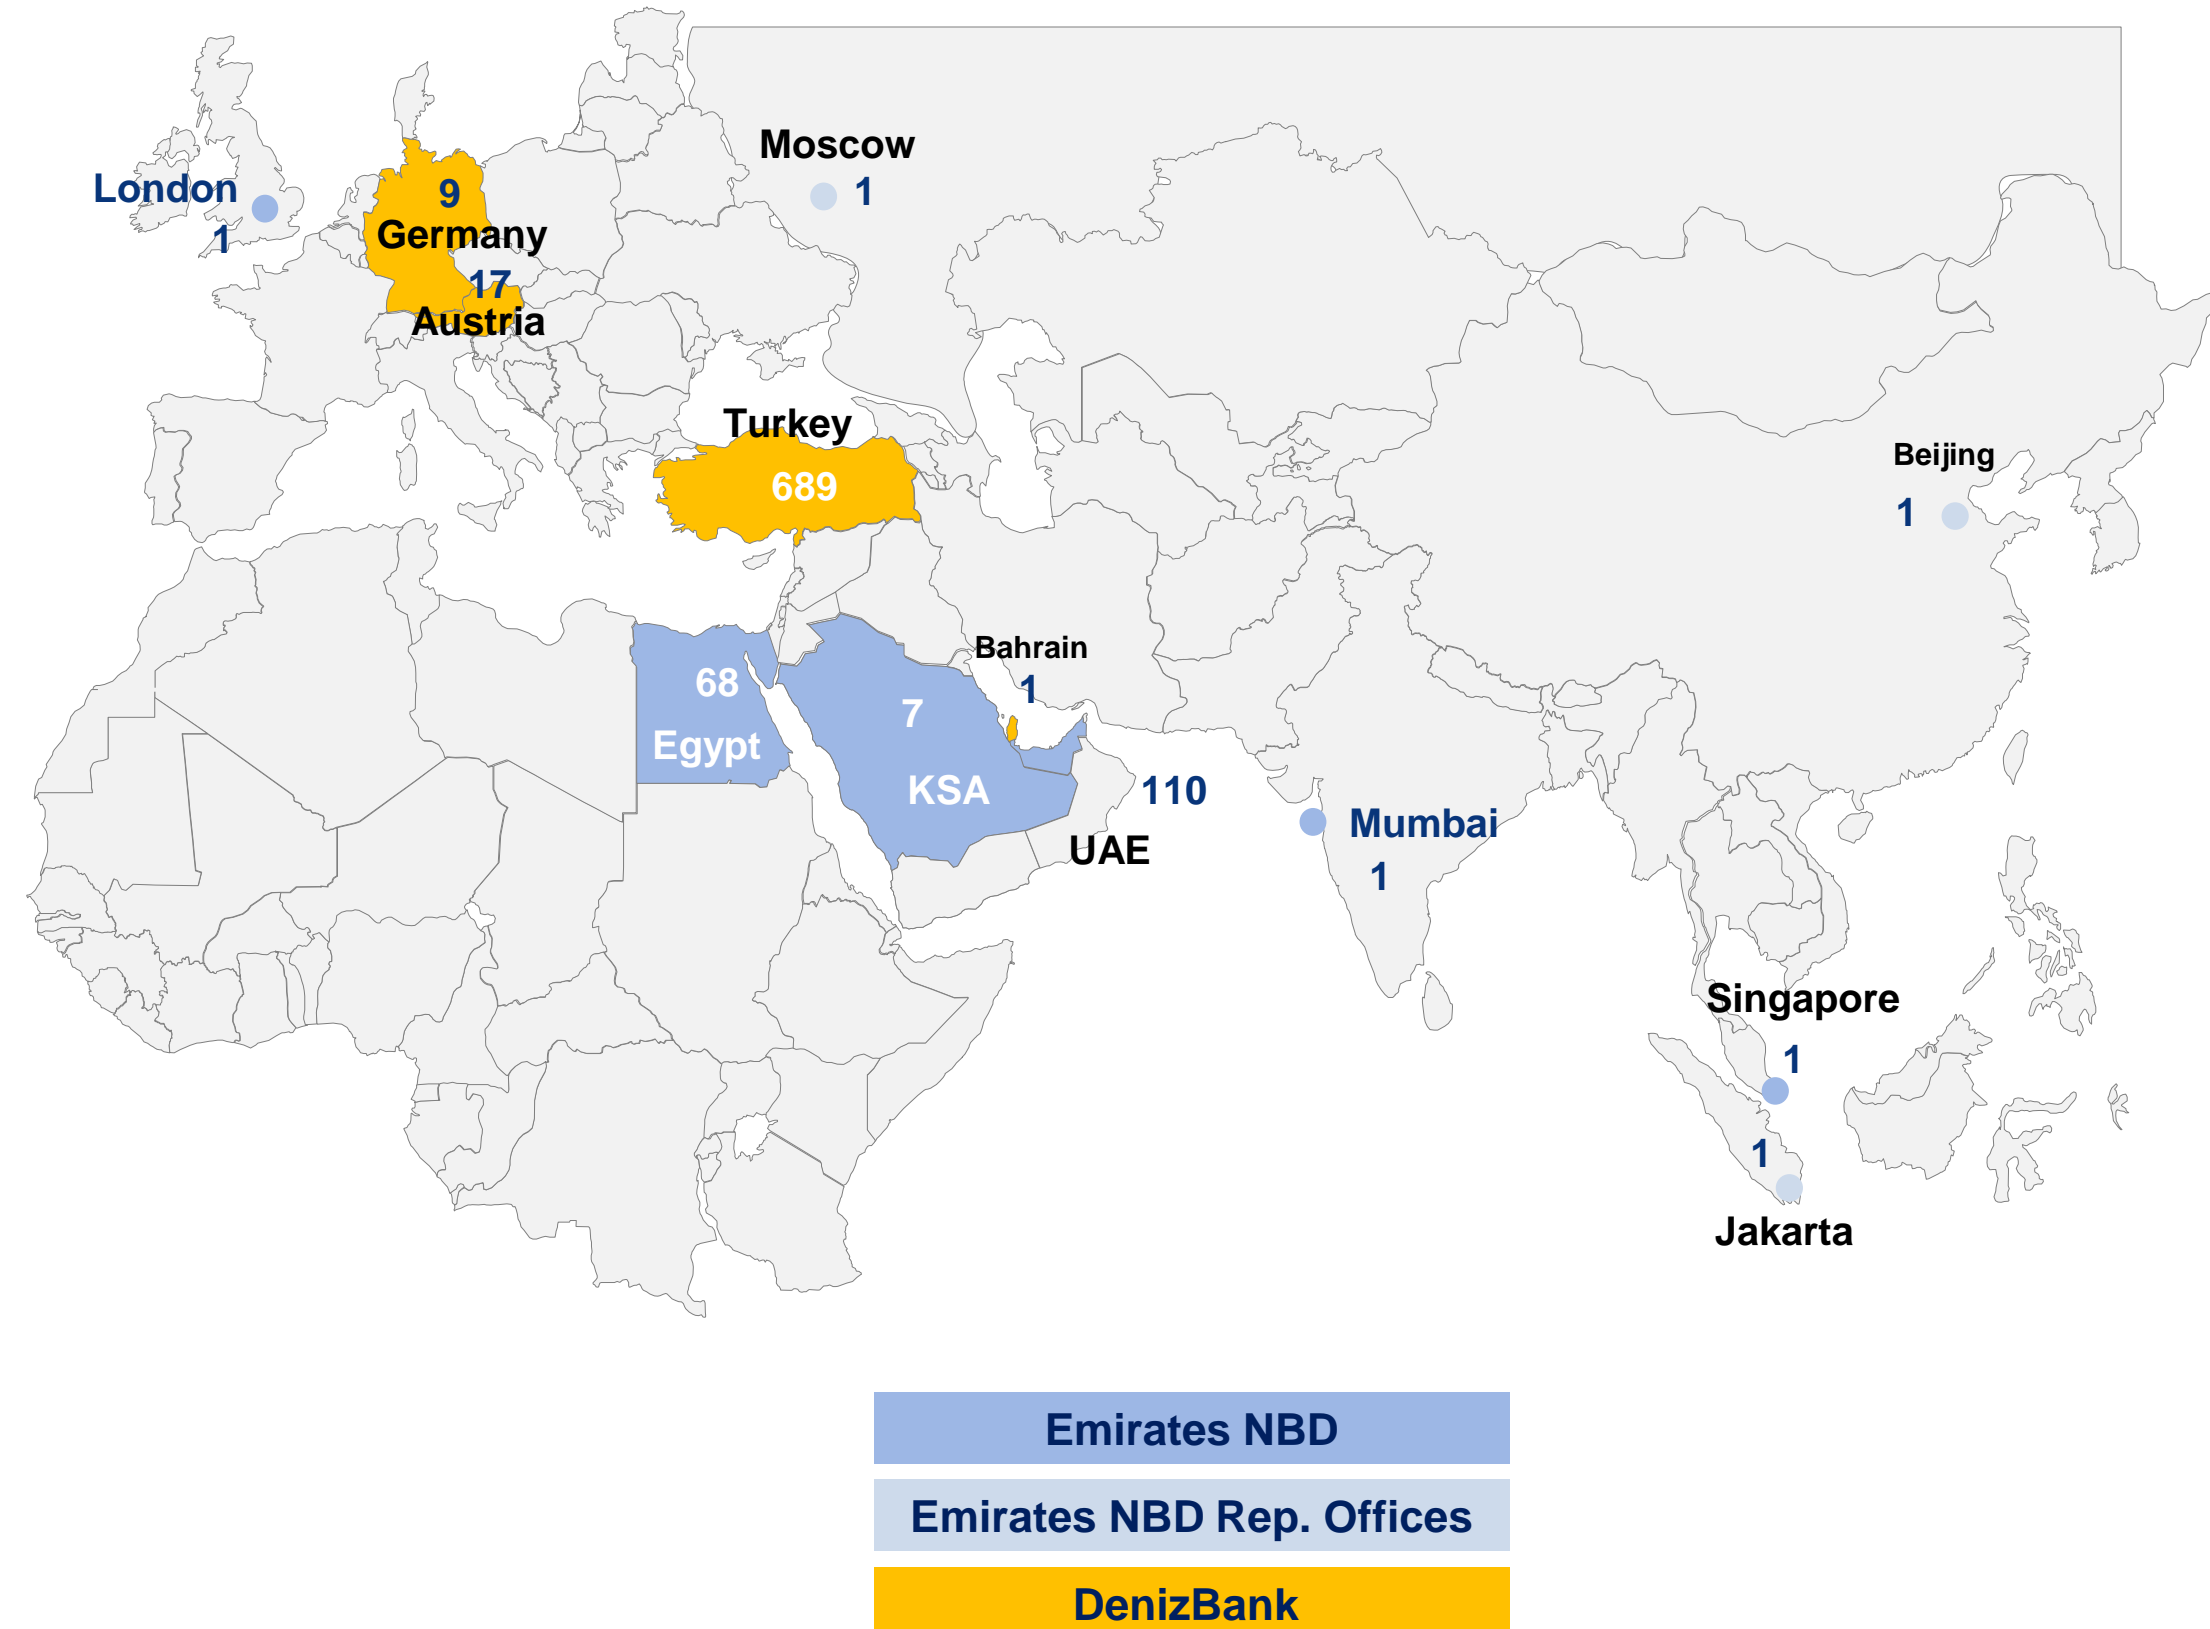 Moscow
1
London
1
9
Germany
17
Austria
Turkey
689
Beijing
1
Bahrain
1
68
Egypt
7
KSA
110
UAE
Mumbai
1
Singapore
1
1
Jakarta
Emirates NBD
Emirates NBD Rep. Offices
DenizBank